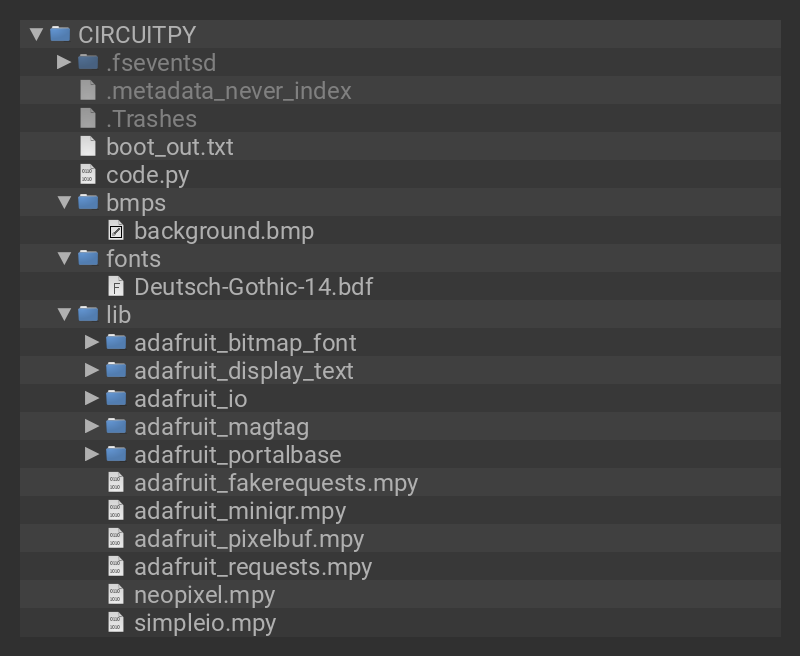 CIRCUITPY
.fseventsd
.metadata_never_index
.Trashes
boot_out.txt
code.py
bmps
background.bmp
fonts
Deutsch-Gothic-14.bdf
lib
adafruit_bitmap_font
adafruit_display_text
adafruit_io
adafruit_magtag
adafruit_portalbase
adafruit_fakerequests.mpy
adafruit_miniqr.mpy
adafruit_pixelbuf.mpy
adafruit_requests.mpy
neopixel.mpy
simpleio.mpy